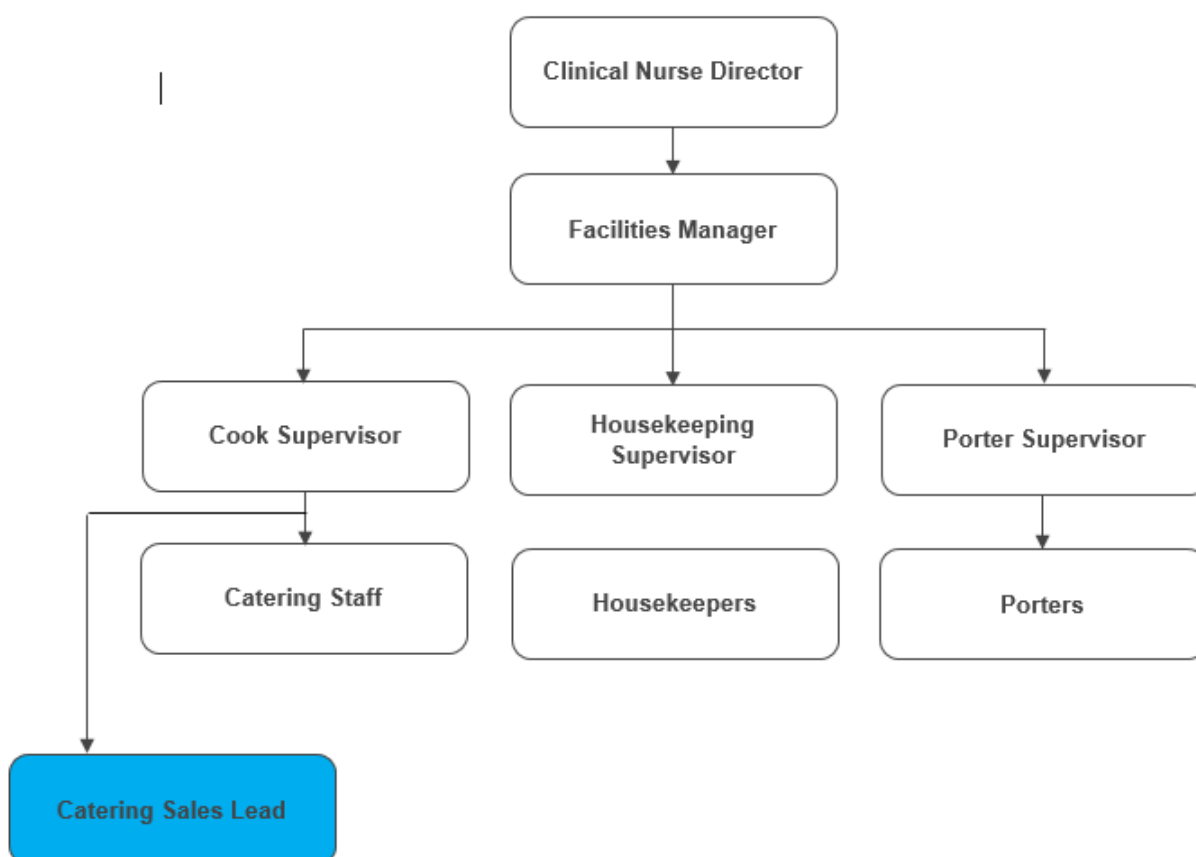 Clinical Nurse Director
Facilities Manager
Cook Supervisor
Housekeeping
Supervisor
Porter Supervisor
Catering Staff
Housekeepers
Porters
Catering Sales Lead